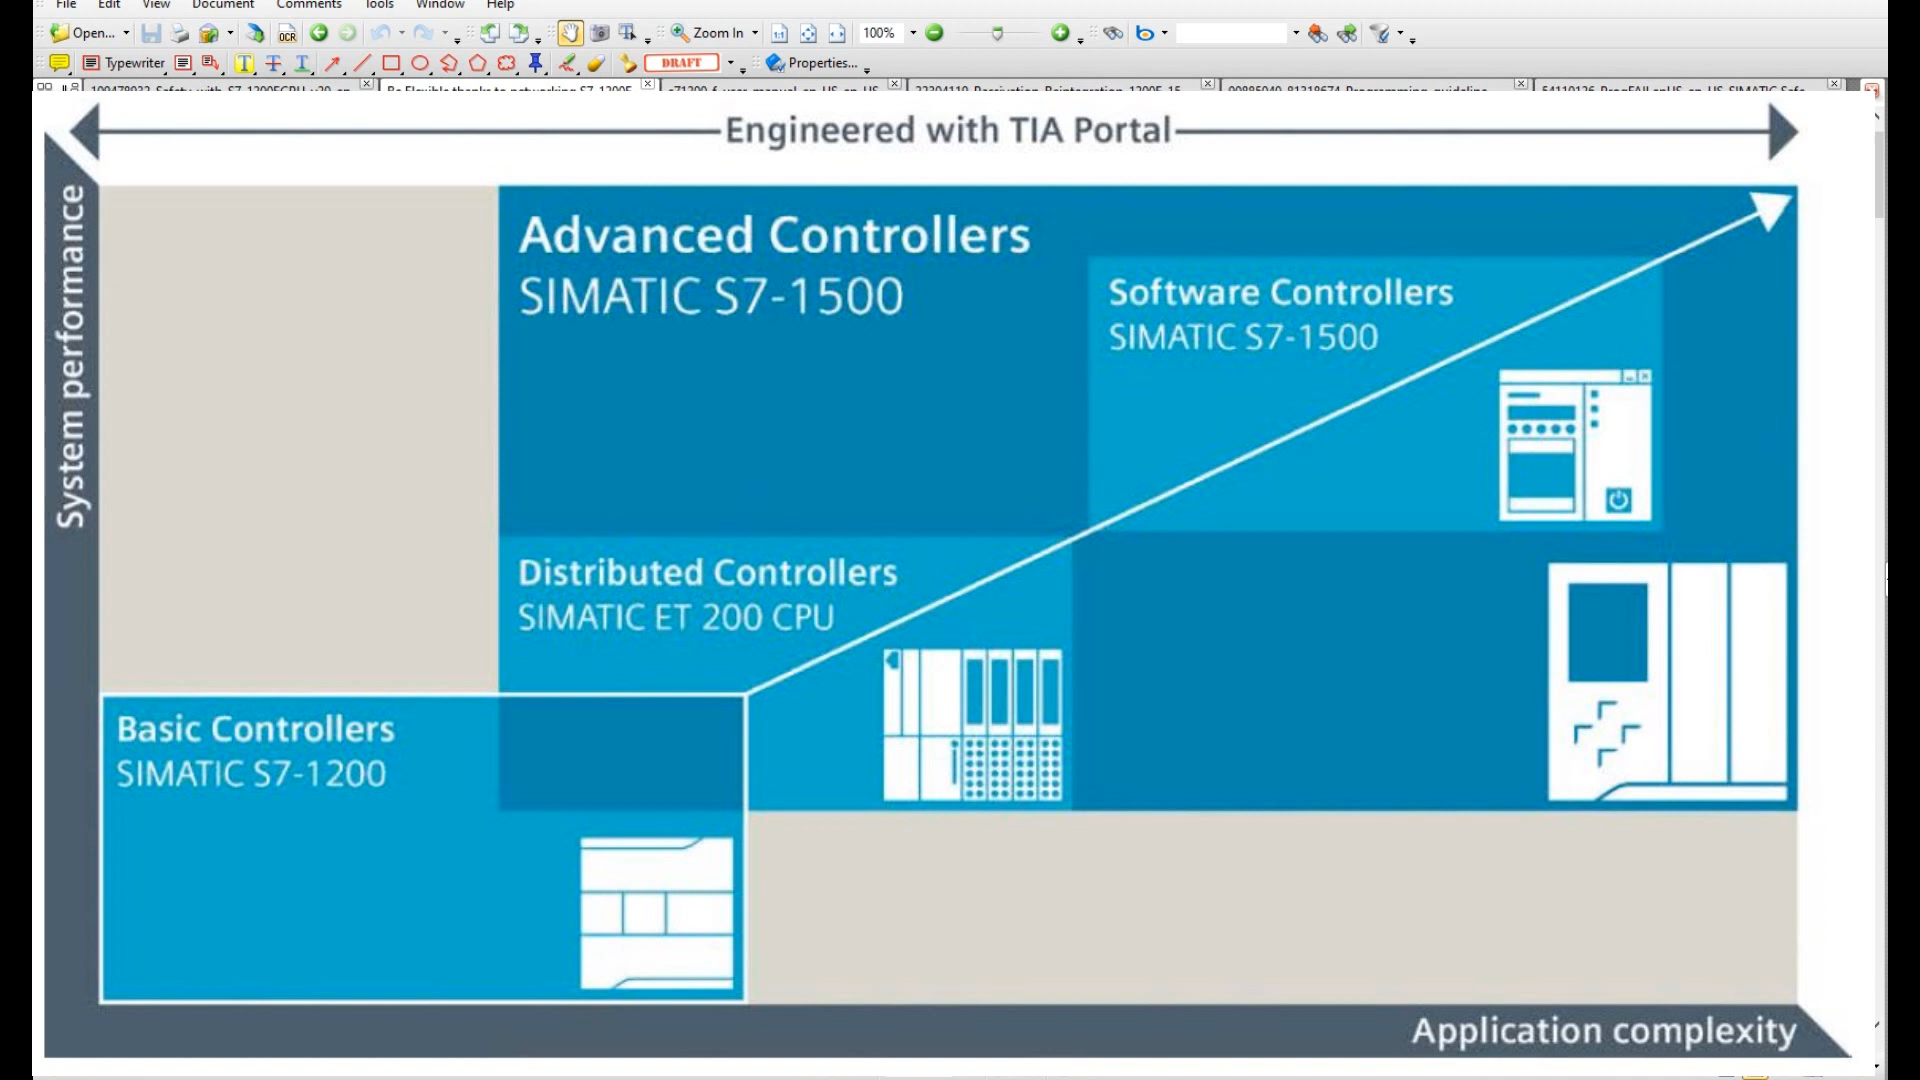 File Edit View Document Comments Tools Window Help
Open... OCR Zoom In 100%
Typewriter T T T DRAFT Properties...
Engineered with TIA Portal
System performance
Advanced Controllers
SIMATIC S7-1500
Software Controllers
SIMATIC S7-1500
Distributed Controllers
SIMATIC ET 200 CPU
Basic Controllers
SIMATIC S7-1200
Application complexity